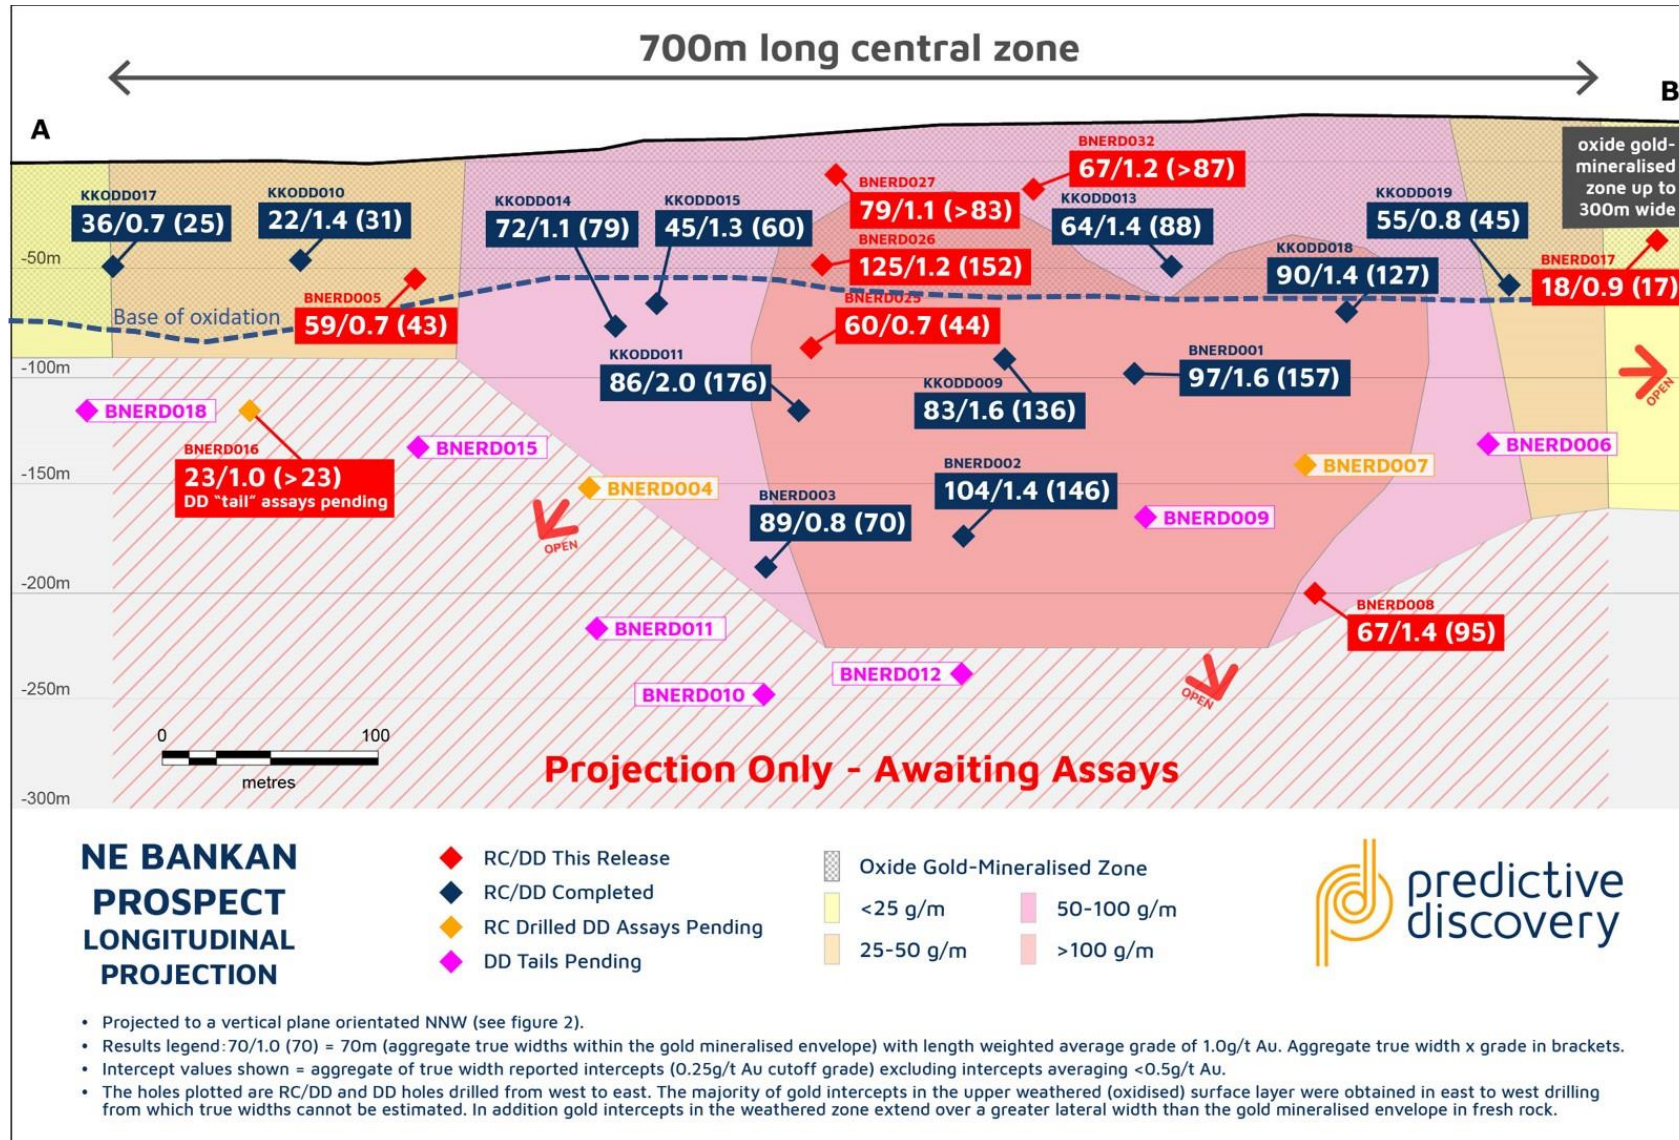 700m long central zone
A
B
oxide gold-
mineralised
zone up to
300m wide
BNERD032
67/1.2 (>87)
BNERD027
79/1.1 (>83)
KKODD017
36/0.7 (25)
KKODD010
22/1.4 (31)
KKODD014
72/1.1 (79)
KKODD015
45/1.3 (60)
KKODD013
64/1.4 (88)
KKODD019
55/0.8 (45)
BNERD026
125/1.2 (152)
KKODD018
90/1.4 (127)
BNERD017
18/0.9 (17)
-50m
BNERD005
59/0.7 (43)
Base of oxidation
BNERD025
60/0.7 (44)
KKODD011
86/2.0 (176)
KKODD009
83/1.6 (136)
BNERD001
97/1.6 (157)
-100m
OPEN
BNERD018
BNERD016
23/1.0 (>23)
DD "tail" assays pending
BNERD015
BNERD006
BNERD007
BNERD004
BNERD002
104/1.4 (146)
-150m
BNERD003
89/0.8 (70)
BNERD009
OPEN
-200m
BNERD008
67/1.4 (95)
BNERD011
BNERD012
BNERD010
OPEN
-250m
0
100
metres
Projection Only - Awaiting Assays
-300m
NE BANKAN
PROSPECT
LONGITUDINAL
PROJECTION
RC/DD This Release
RC/DD Completed
RC Drilled DD Assays Pending
DD Tails Pending
Oxide Gold-Mineralised Zone
<25 g/m
50-100 g/m
25-50 g/m
>100 g/m
predictive
discovery
• Projected to a vertical plane orientated NNW (see figure 2).
• Results legend:70/1.0 (70) = 70m (aggregate true widths within the gold mineralised envelope) with length weighted average grade of 1.0g/t Au. Aggregate true width x grade in brackets.
• Intercept values shown = aggregate of true width reported intercepts (0.25g/t Au cutoff grade) excluding intercepts averaging <0.5g/t Au.
• The holes plotted are RC/DD and DD holes drilled from west to east. The majority of gold intercepts in the upper weathered (oxidised) surface layer were obtained in east to west drilling
from which true widths cannot be estimated. In addition gold intercepts in the weathered zone extend over a greater lateral width than the gold mineralised envelope in fresh rock.